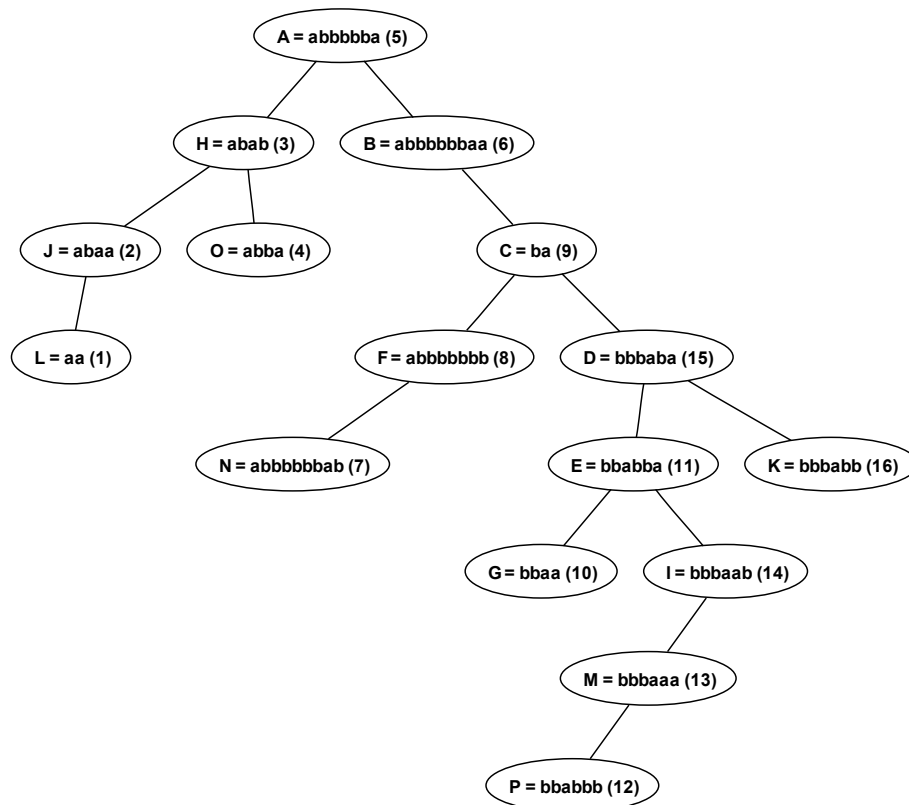 A = abbbbba (5)
H = abab (3)
B = abbbbbbaa (6)
J = abaa (2)
O = abba (4)
C = ba (9)
L = aa (1)
F = abbbbbbb (8)
D = bbbaba (15)
N = abbbbbbab (7)
E = bbabba (11)
K = bbbabb (16)
G = bbaa (10)
I = bbbaab (14)
M = bbbaaa (13)
P = bbabbb (12)